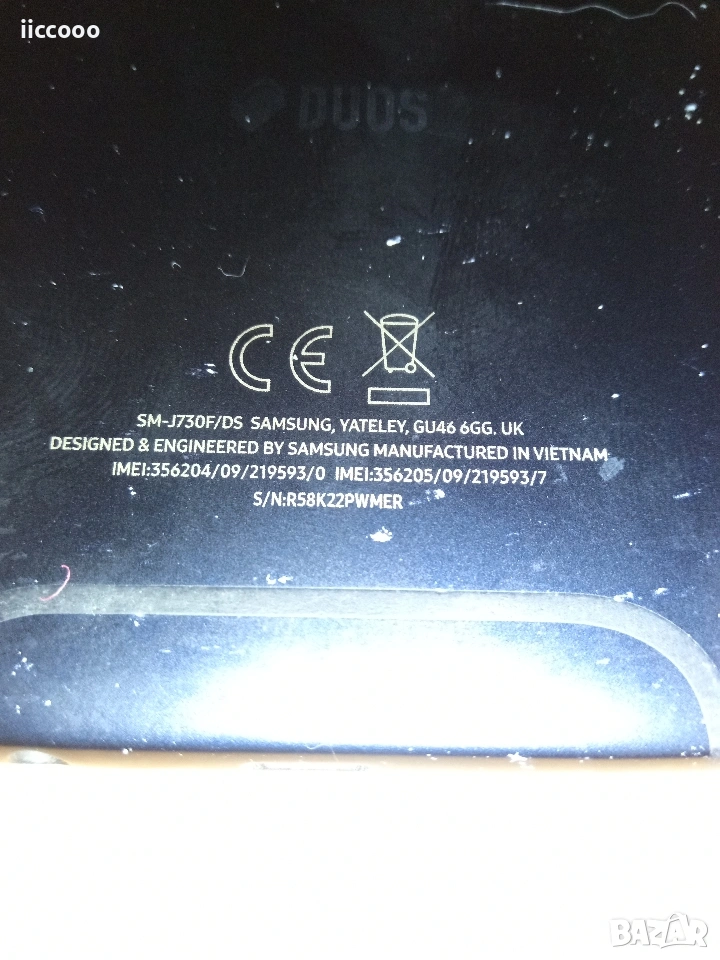 iiccooo
DUOS
CE
SM-J730F/DS SAMSUNG, YATELEY, GU46 6GG. UK
DESIGNED & ENGINEERED BY SAMSUNG MANUFACTURED IN VIETNAM
IMEI:356204/09/219593/0 IMEI:356205/09/219593/7
S/N:R58K22PWMER
BAZAR